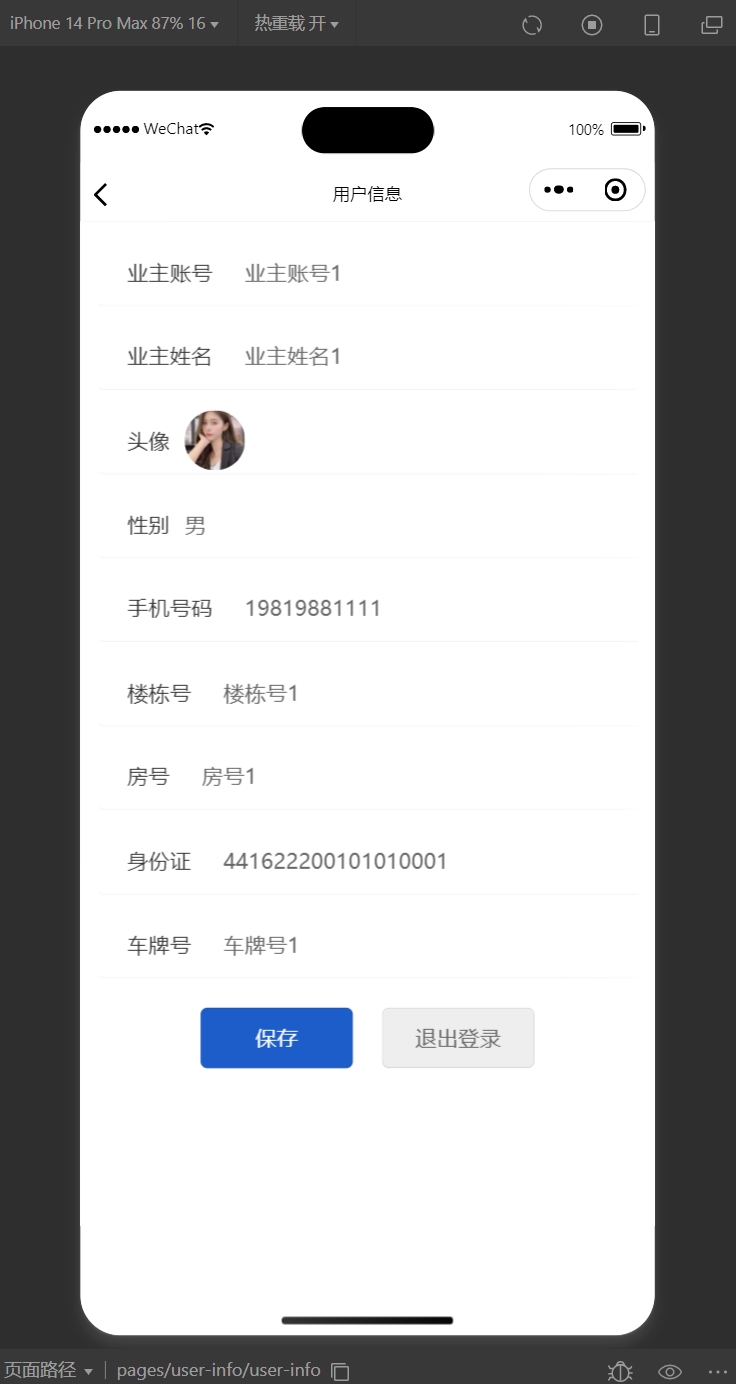 iPhone 14 Pro Max 87% 16 热重载 开
WeChat 100%
用户信息
业主账号 业主账号1
业主姓名 业主姓名1
头像
性别 男
手机号码 19819881111
楼栋号 楼栋号1
房号 房号1
身份证 441622200101010001
车牌号 车牌号1
保存 退出登录
页面路径 pages/user-info/user-info